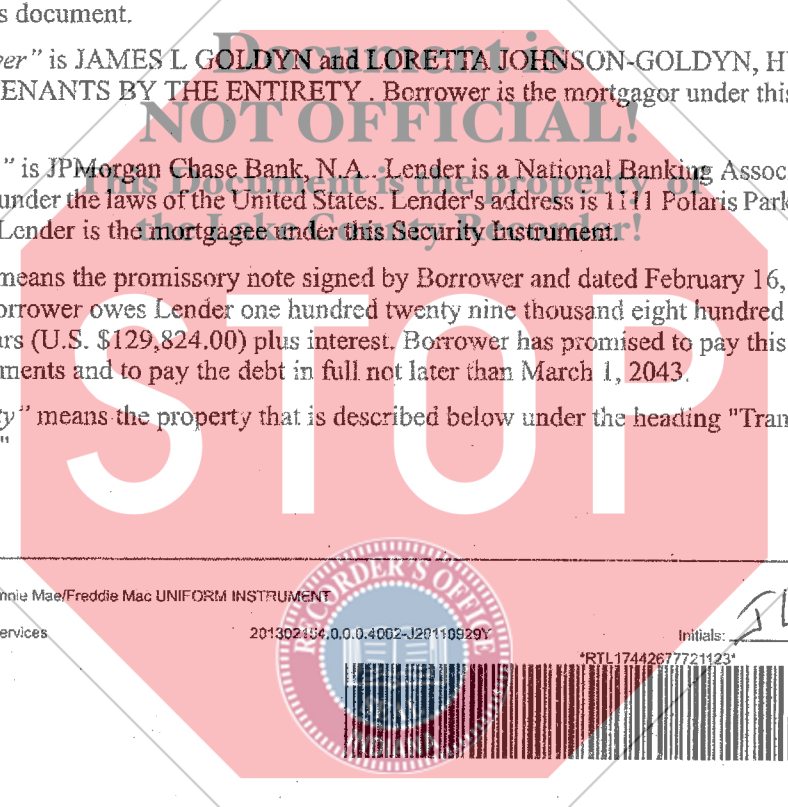 s document.
Document is
er" is JAMES L GOLDYN and LORETTA JOHNSON-GOLDYN, H
ENANTS BY THE ENTIRETY . Borrower is the mortgagor under this
NOT OFFICIAL!
" is JPMorgan Chase Bank, N.A.. Lender is a National Banking Assoc
This Document is the property of
under the laws of the United States. Lender's address is 1111 Polaris Park
Lender is the mortgagee under this Security Instrument.
the Lake County Recorder!
means the promissory note signed by Borrower and dated February 16,
orrower owes Lender one hundred twenty nine thousand eight hundred
rs (U.S. $129,824.00) plus interest. Borrower has promised to pay this
ments and to pay the debt in full not later than March 1, 2043.
ty" means the property that is described below under the heading "Tran
"
STOP
nnie Mae/Freddie Mac UNIFORM INSTRUMENT
ervices
201302154.0.0.0.4002-J20110929Y
Initials: JL
*RTL17442677721123*
RECORDER'S OFFICE
INDIANA